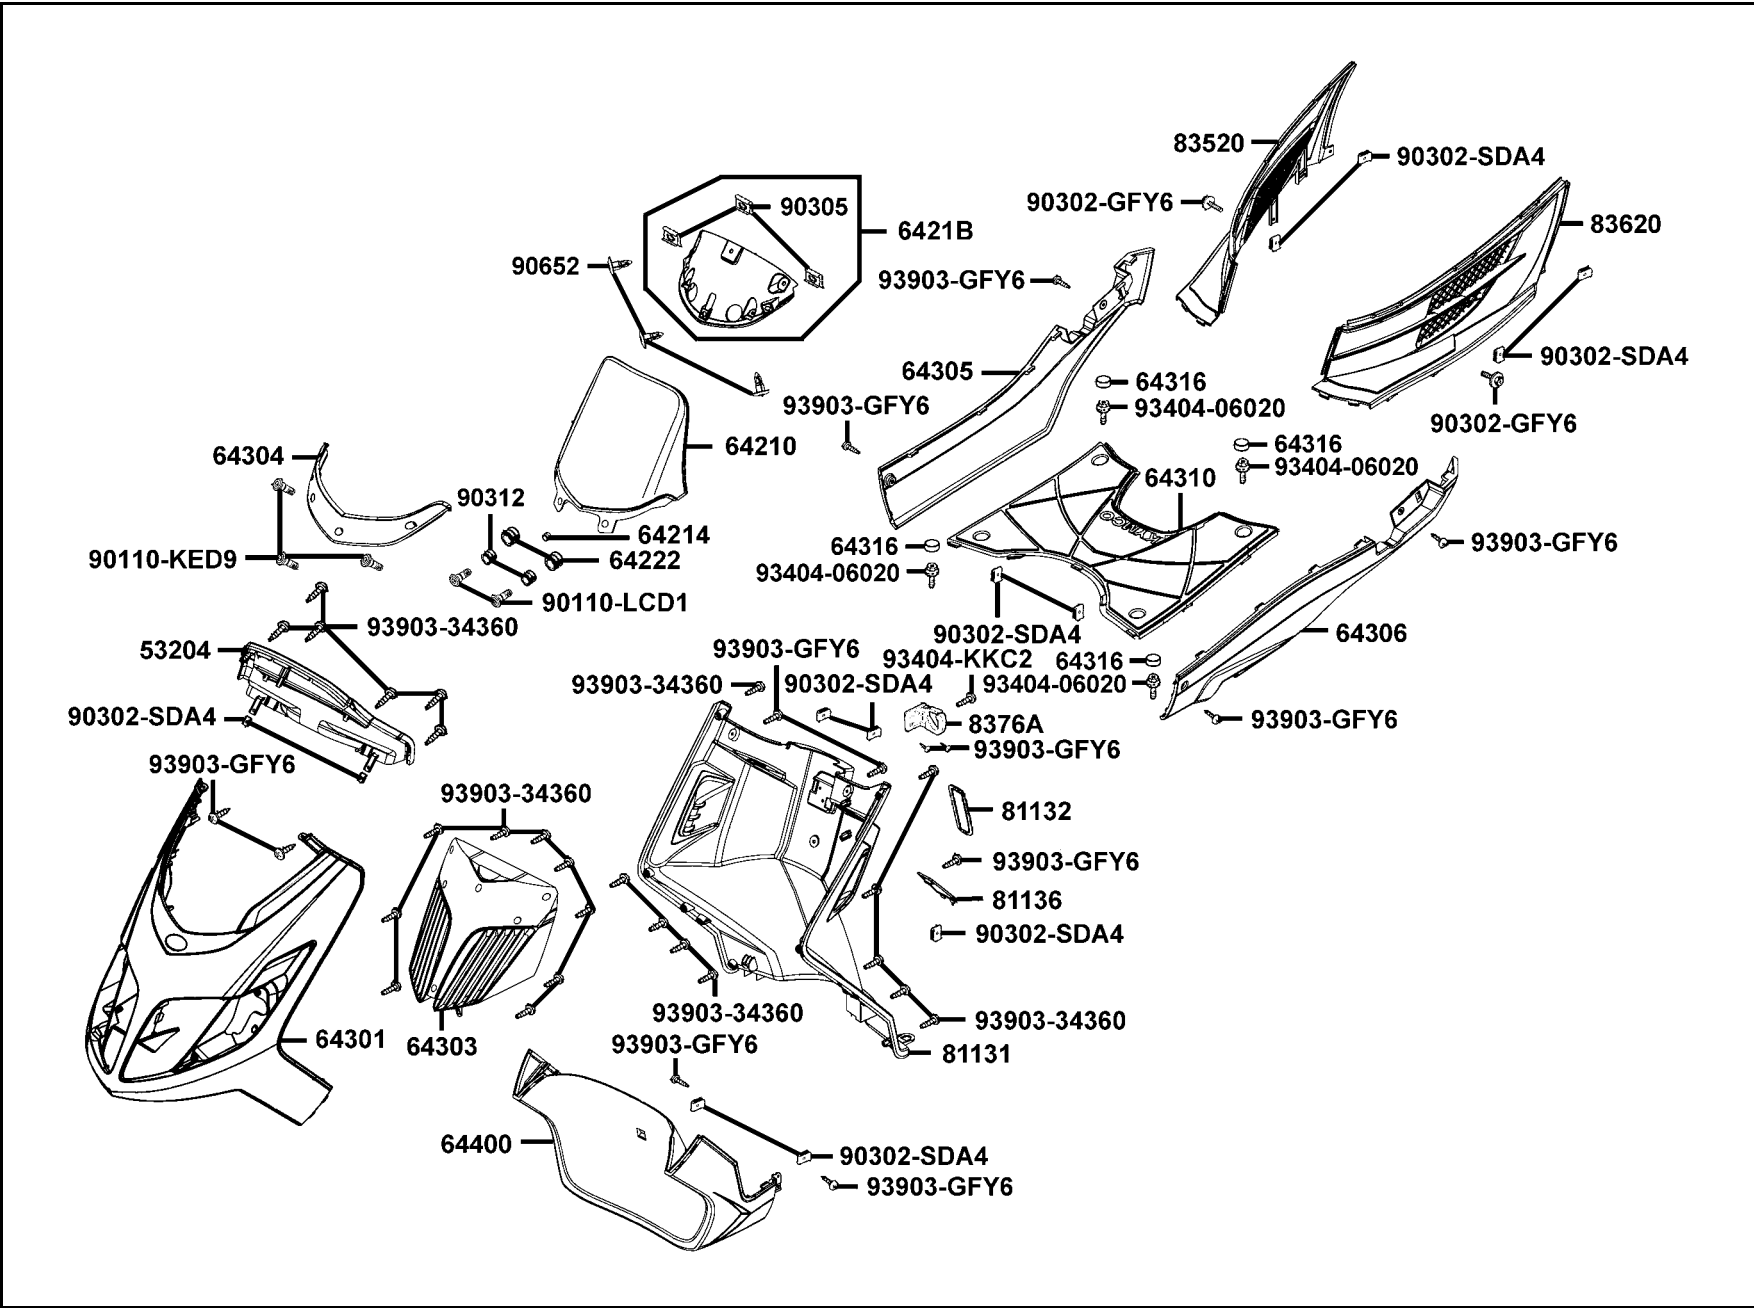 83520
90302-SDA4
90305
90302-GFY6
83620
6421B
90652
93903-GFY6
90302-SDA4
64305
64316
93903-GFY6
93404-06020
90302-GFY6
64210
64316
64304
93404-06020
64310
90312
KYMCO
64214
64316
93903-GFY6
90110-KED9
64222
93404-06020
90110-LCD1
93903-34360
90302-SDA4
64306
53204
93903-GFY6
93404-KKC2
64316
93903-34360
90302-SDA4
93404-06020
90302-SDA4
8376A
93903-GFY6
93903-GFY6
93903-GFY6
93903-34360
81132
93903-GFY6
81136
90302-SDA4
93903-34360
93903-34360
64301
64303
93903-GFY6
81131
64400
90302-SDA4
93903-GFY6